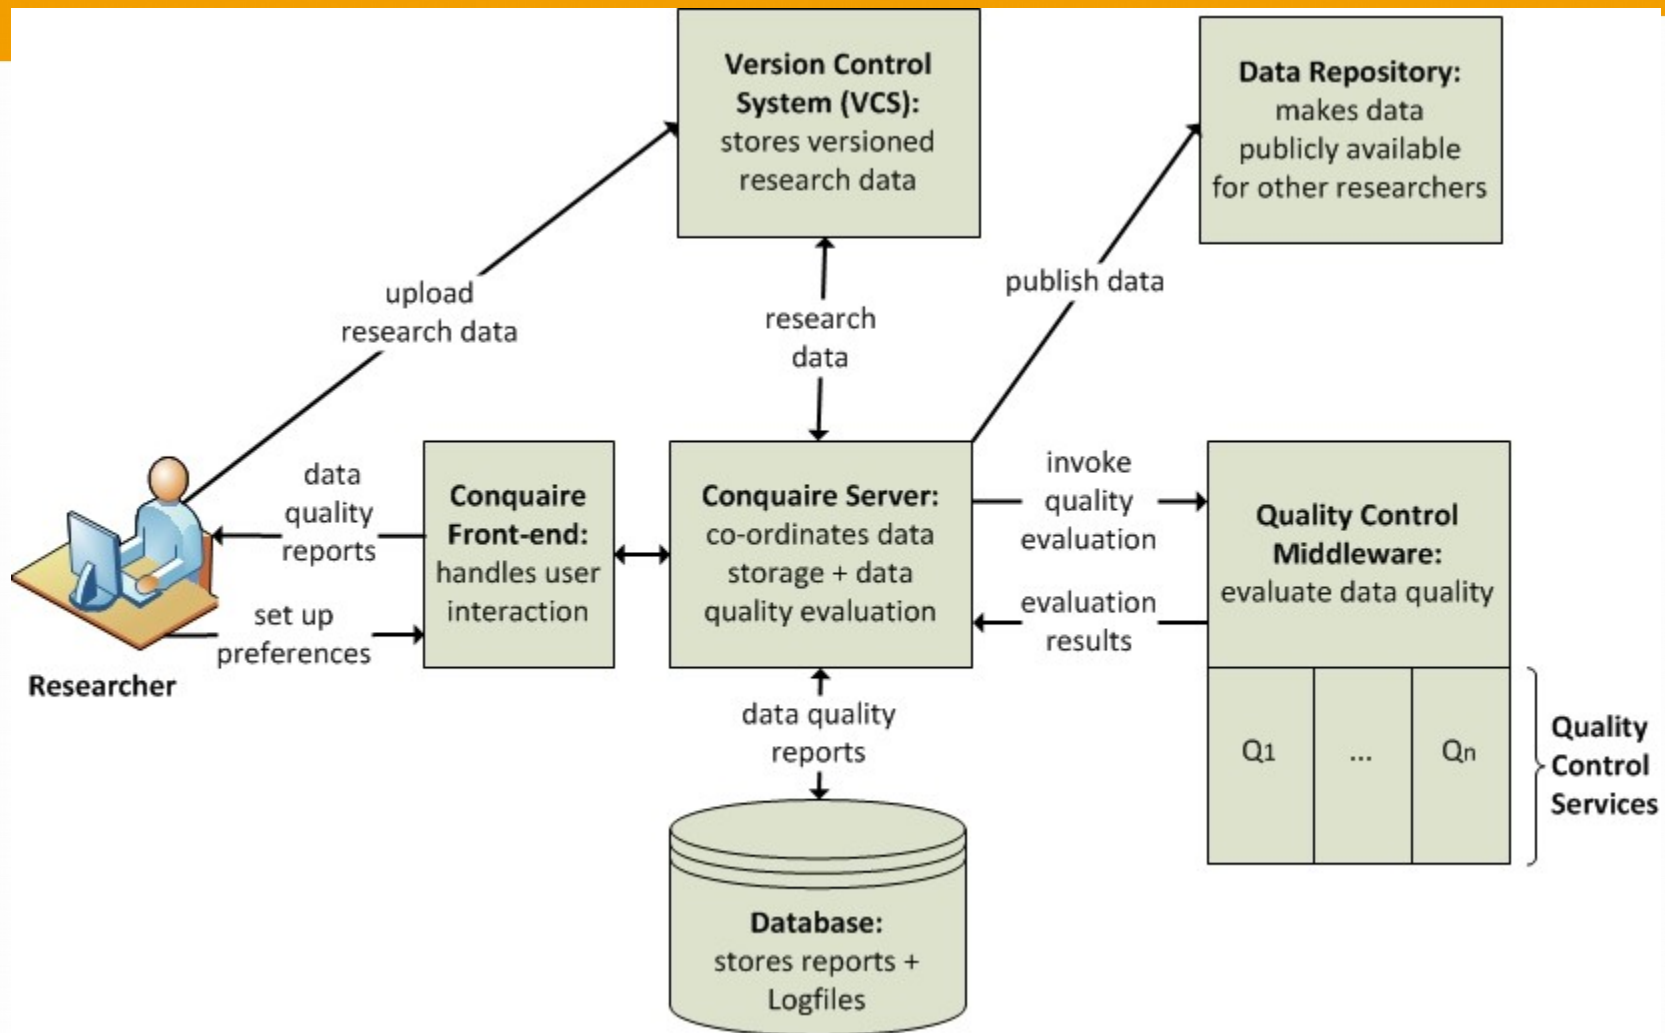 Version Control
System (VCS):
stores versioned
research data
Data Repository:
makes data
publicly available
for other researchers
upload
research data
research
data
publish data
data
quality
reports
set up
preferences
Researcher
Conquaire
Front-end:
handles user
interaction
Conquaire Server:
co-ordinates data
storage + data
quality evaluation
invoke
quality
evaluation
evaluation
results
Quality Control
Middleware:
evaluate data quality
Q1
...
Qn
Quality
Control
Services
data quality
reports
Database:
stores reports +
Logfiles